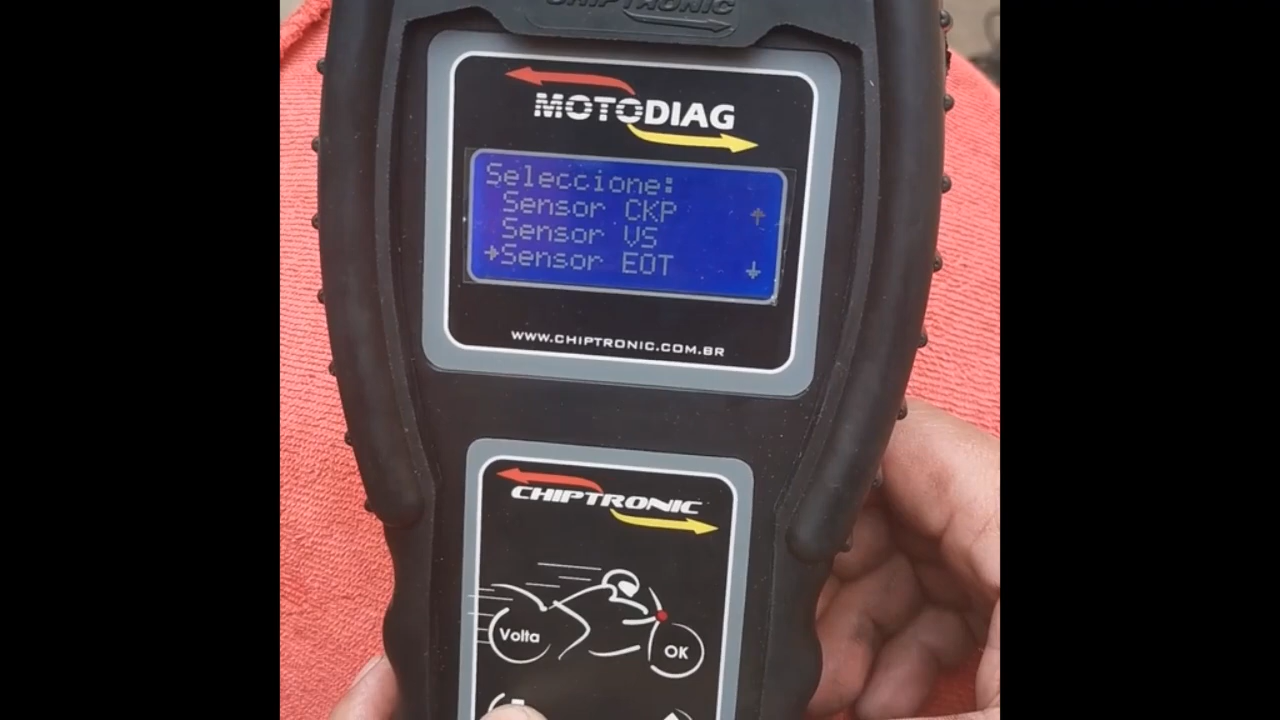 CHIPTRONIC
MOTODIAG
Seleccione:
Sensor CKP
Sensor VS
→Sensor EOT
WWW.CHIPTRONIC.COM.BR
CHIPTRONIC
Volta
OK